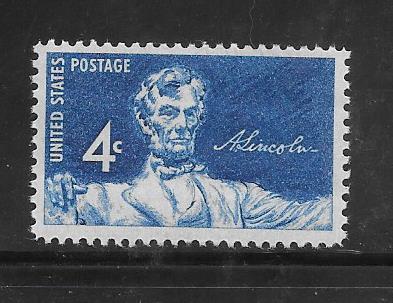 UNITED STATES POSTAGE
4c
A. Lincoln